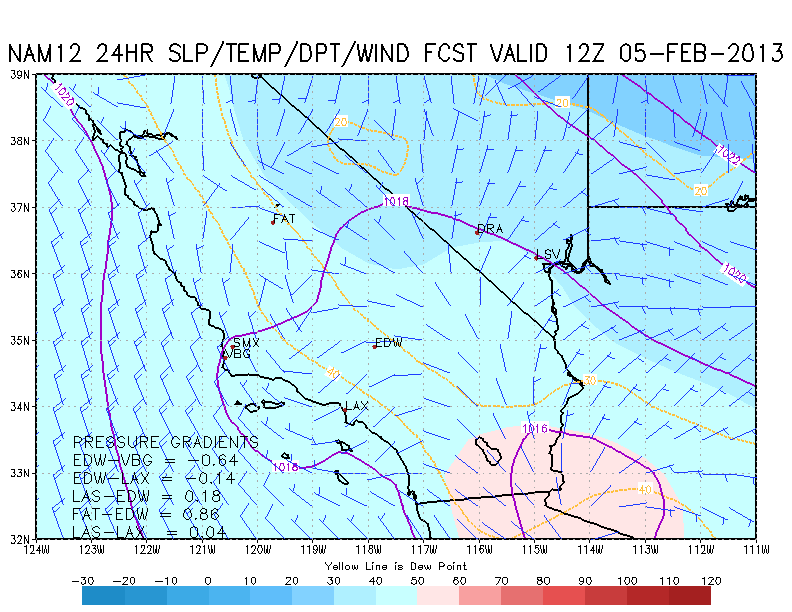 NAM12 24HR SLP/TEMP/DPT/WIND FCST VALID 12Z 05-FEB-2013
39N
1020
20
20
38N
1022
20
37N
1018
FAT
DRA
LSV
36N
1020
35N
SMX
VBG
EDW
40
30
34N
LAX
1016
PRESSURE GRADIENTS
EDW-VBG = -0.64
1018
33N
EDW-LAX = -0.14
40
LAS-EDW = 0.18
FAT-EDW = 0.86
LAS-LAX = 0.04
32N
124W 123W 122W 121W 120W 119W 118W 117W 116W 115W 114W 113W 112W 111W
Yellow Line is Dew Point
-30 -20 -10 0 10 20 30 40 50 60 70 80 90 100 110 120